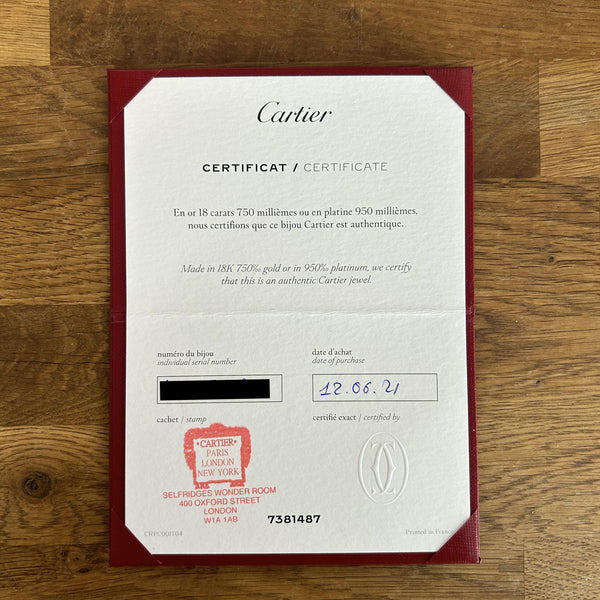 Cartier
CERTIFICAT / CERTIFICATE
En or 18 carats 750 millièmes ou en platine 950 millièmes,
nous certifions que ce bijou Cartier est authentique.
Made in 18K 750‰ gold or in 950‰ platinum, we certify
that this is an authentic Cartier jewel.
numéro du bijou
individual serial number
date d'achat
date of purchase
12.06.21
cachet / stamp
certifié exact / certified by
CARTIER
PARIS
LONDON
NEW YORK
SELFRIDGES WONDER ROOM
400 OXFORD STREET
LONDON
W1A 1AB
7381487
CRPC001T04
Printed in France